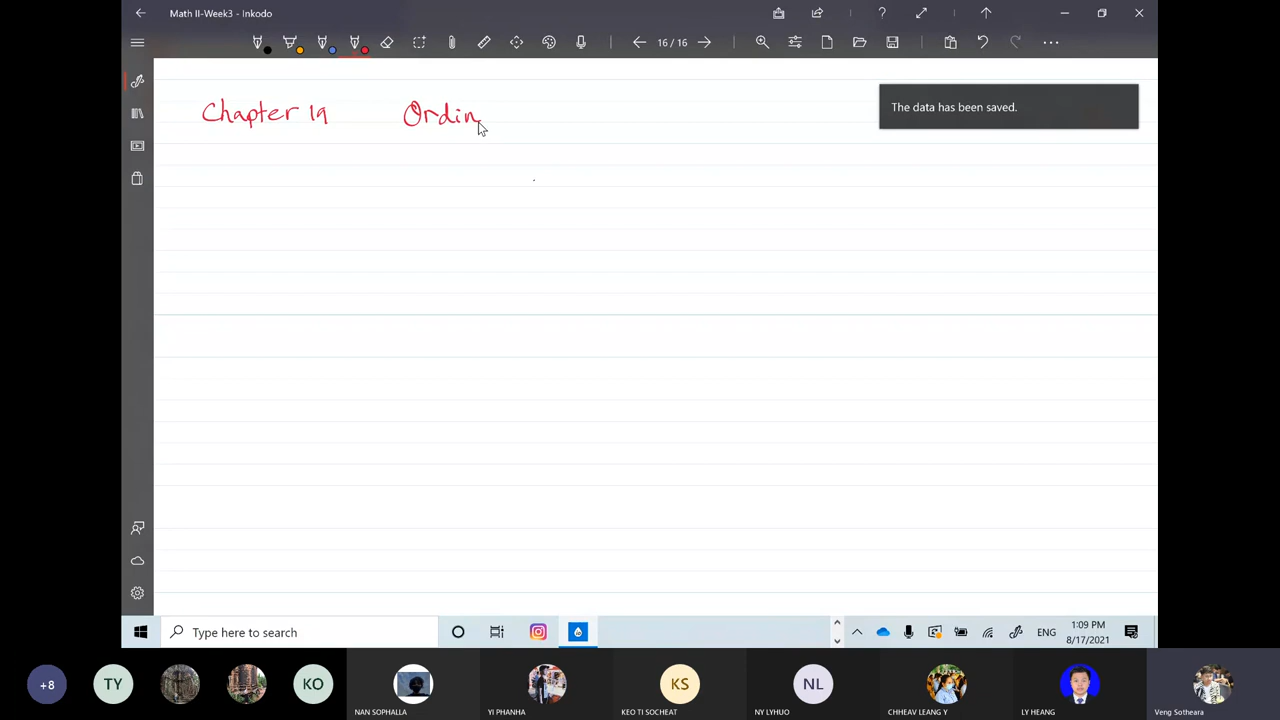 Math II-Week3 - Inkodo
16 / 16
Chapter 19 Ordin
The data has been saved.
Type here to search
ENG
1:09 PM
8/17/2021
+8
TY
KO
KS
NL
NAN SOPHALLA
YI PHANHA
KEO TI SOCHEAT
NY LYHUO
CHHEAV LEANG Y
LY HEANG
Veng Sotheara